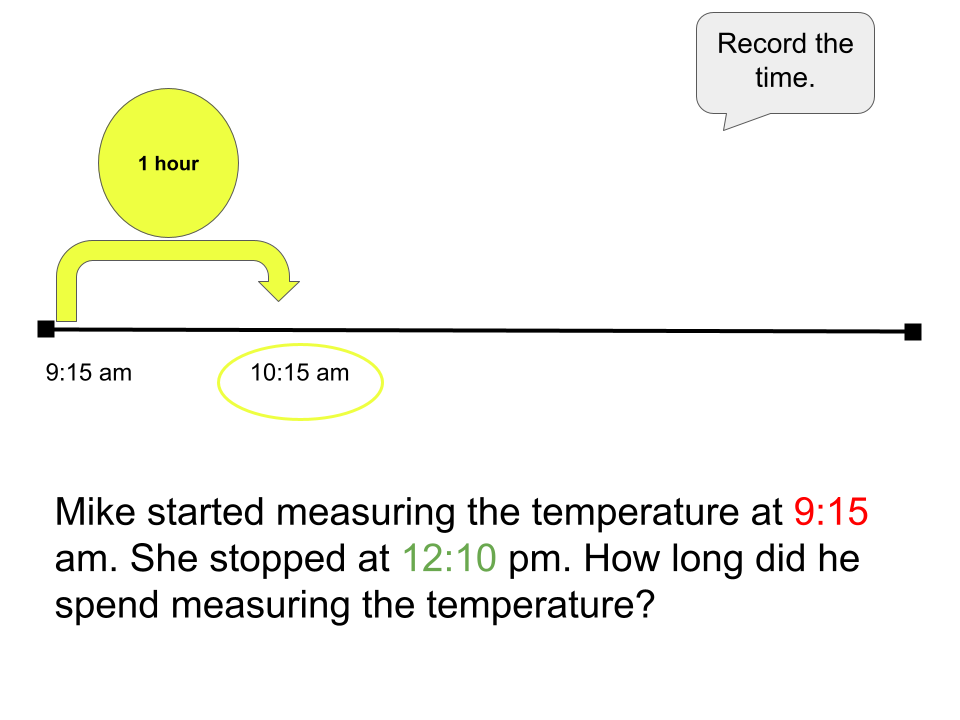 Record the
time.
1 hour
9:15 am
10:15 am
Mike started measuring the temperature at 9:15
am. She stopped at 12:10 pm. How long did he
spend measuring the temperature?